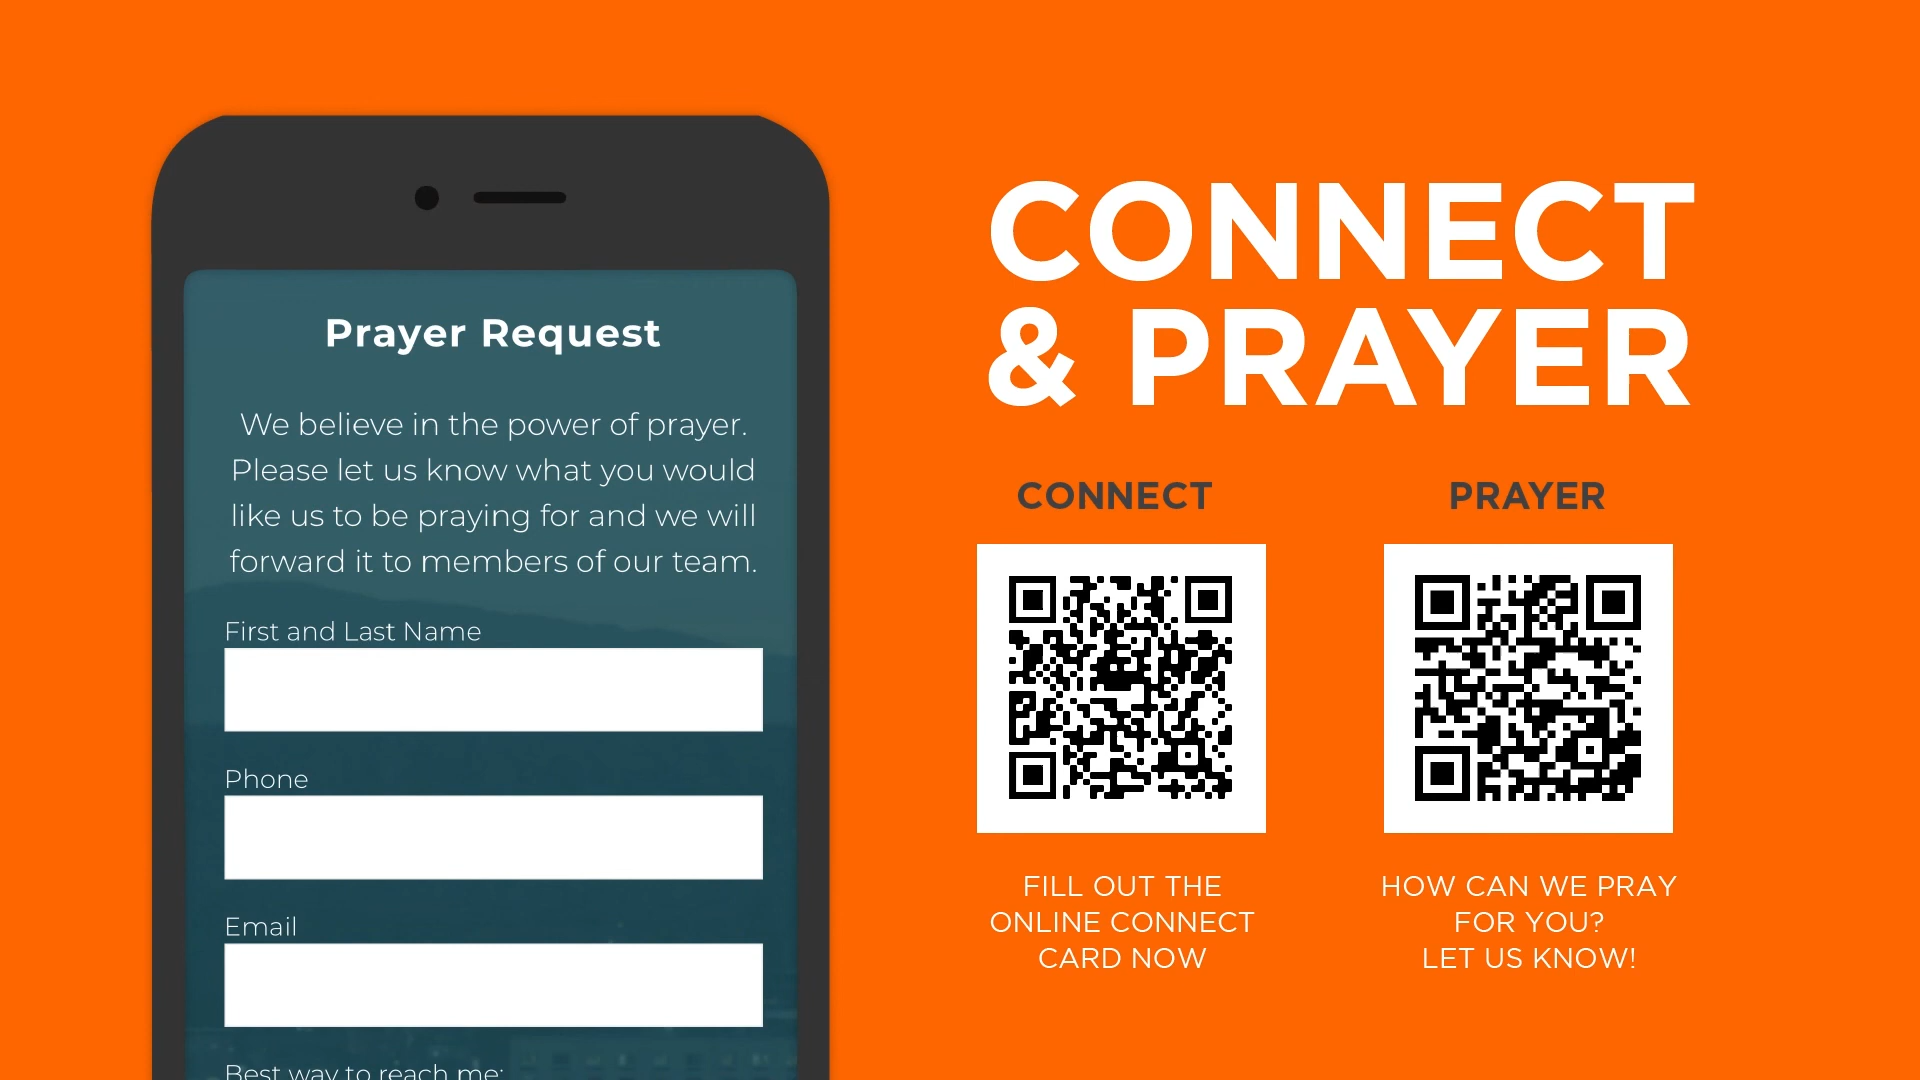 Prayer Request
We believe in the power of prayer.
Please let us know what you would
like us to be praying for and we will
forward it to members of our team.
First and Last Name
Phone
Email
Best way to reach me:
CONNECT
& PRAYER
CONNECT
FILL OUT THE
ONLINE CONNECT
CARD NOW
PRAYER
HOW CAN WE PRAY
FOR YOU?
LET US KNOW!